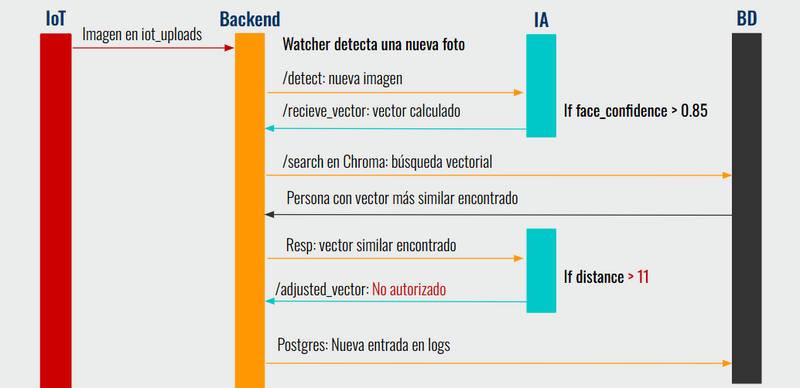 IoT
Backend
IA
BD
Imagen en iot_uploads
Watcher detecta una nueva foto
/detect: nueva imagen
/recieve_vector: vector calculado
If face_confidence > 0.85
/search en Chroma: búsqueda vectorial
Persona con vector más similar encontrado
Resp: vector similar encontrado
If distance > 11
/adjusted_vector: No autorizado
Postgres: Nueva entrada en logs